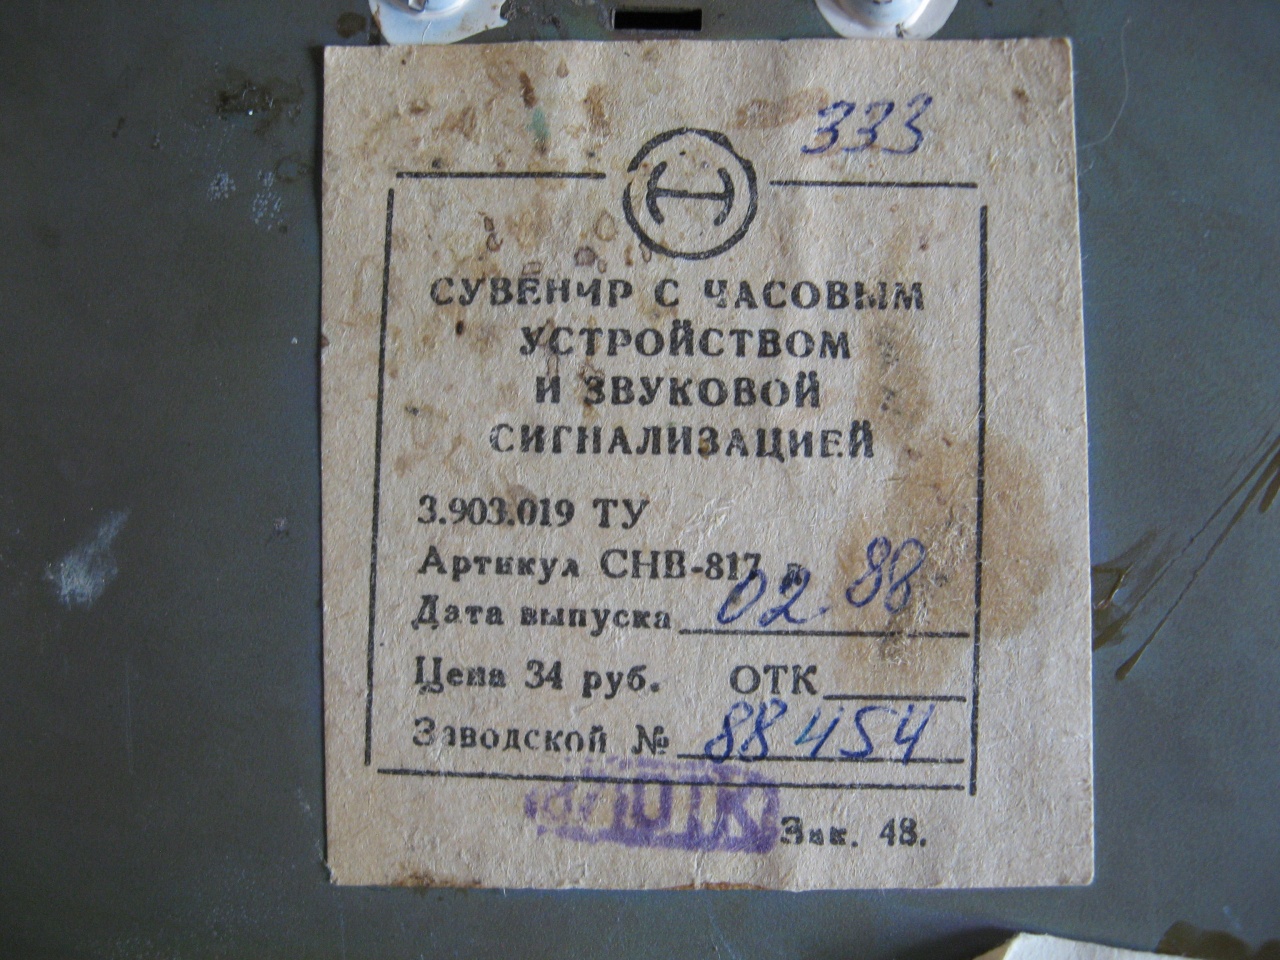 333
СУВЕНИР С ЧАСОВЫМ
УСТРОЙСТВОМ
И ЗВУКОВОЙ
СИГНАЛИЗАЦИЕЙ
3.903.019 ТУ
Артикул СНВ-817
Дата выпуска 02.88
Цена 34 руб. ОТК
Заводской № 88454
ОТК
Зак. 48.